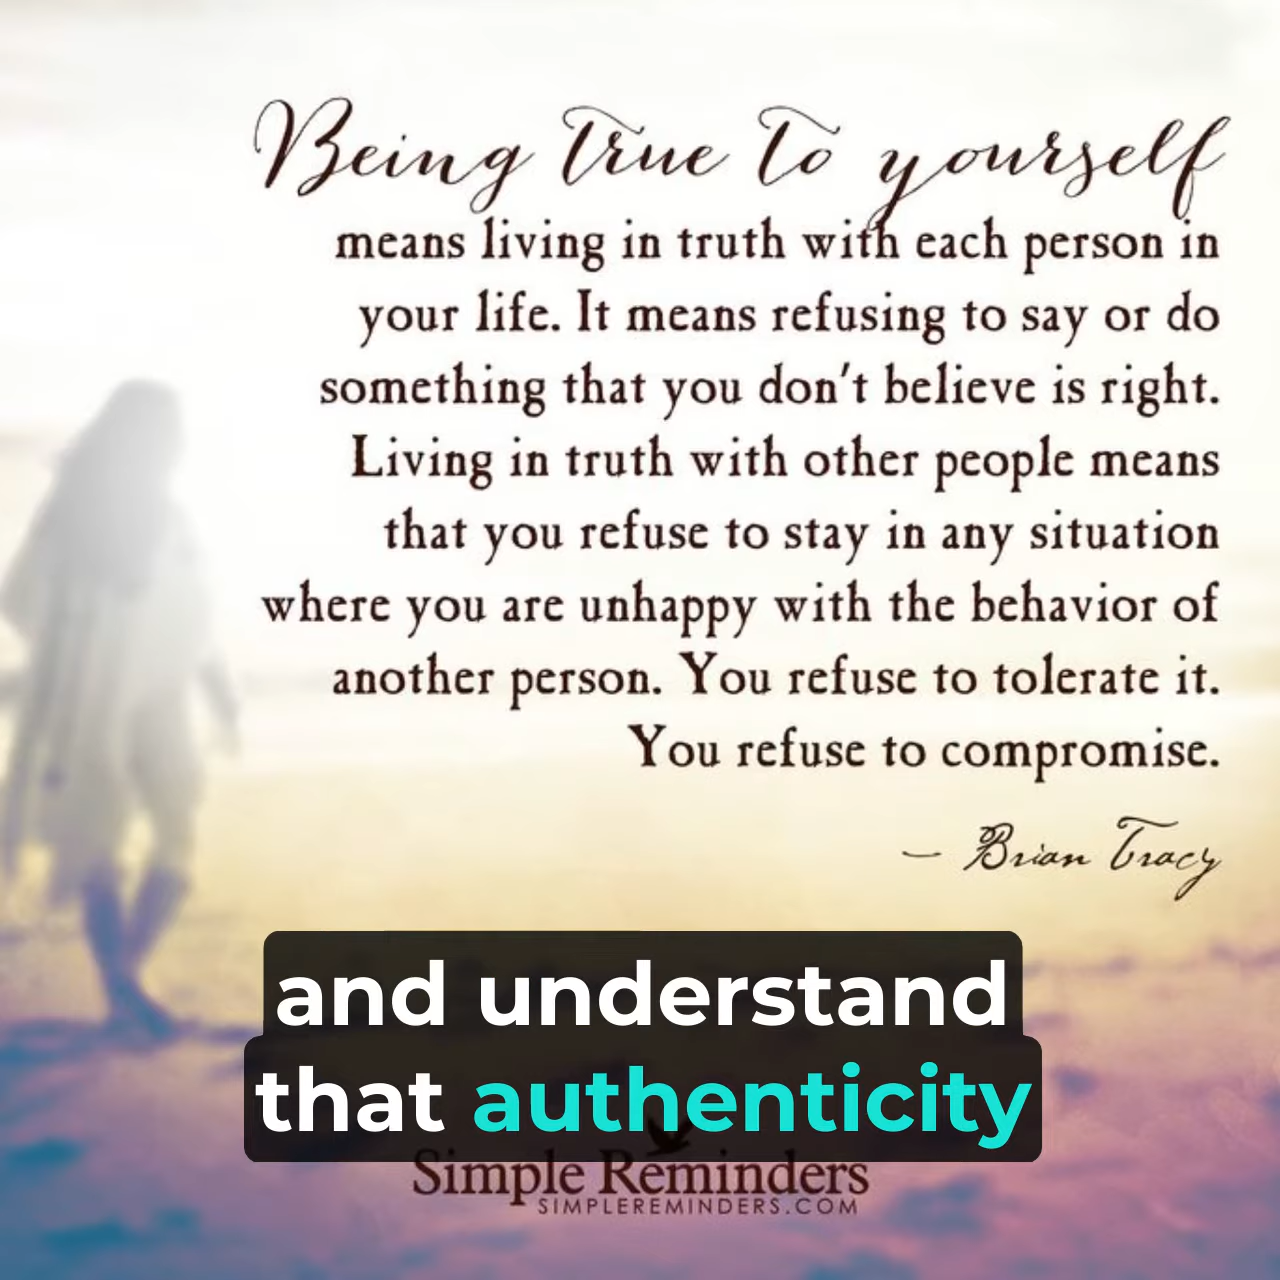 Being true to yourself
means living in truth with each person in
your life. It means refusing to say or do
something that you don't believe is right.
Living in truth with other people means
that you refuse to stay in any situation
where you are unhappy with the behavior of
another person. You refuse to tolerate it.
You refuse to compromise.
— Brian Tracy
and understand
that authenticity
Simple Reminders
SIMPLEREMINDERS.COM